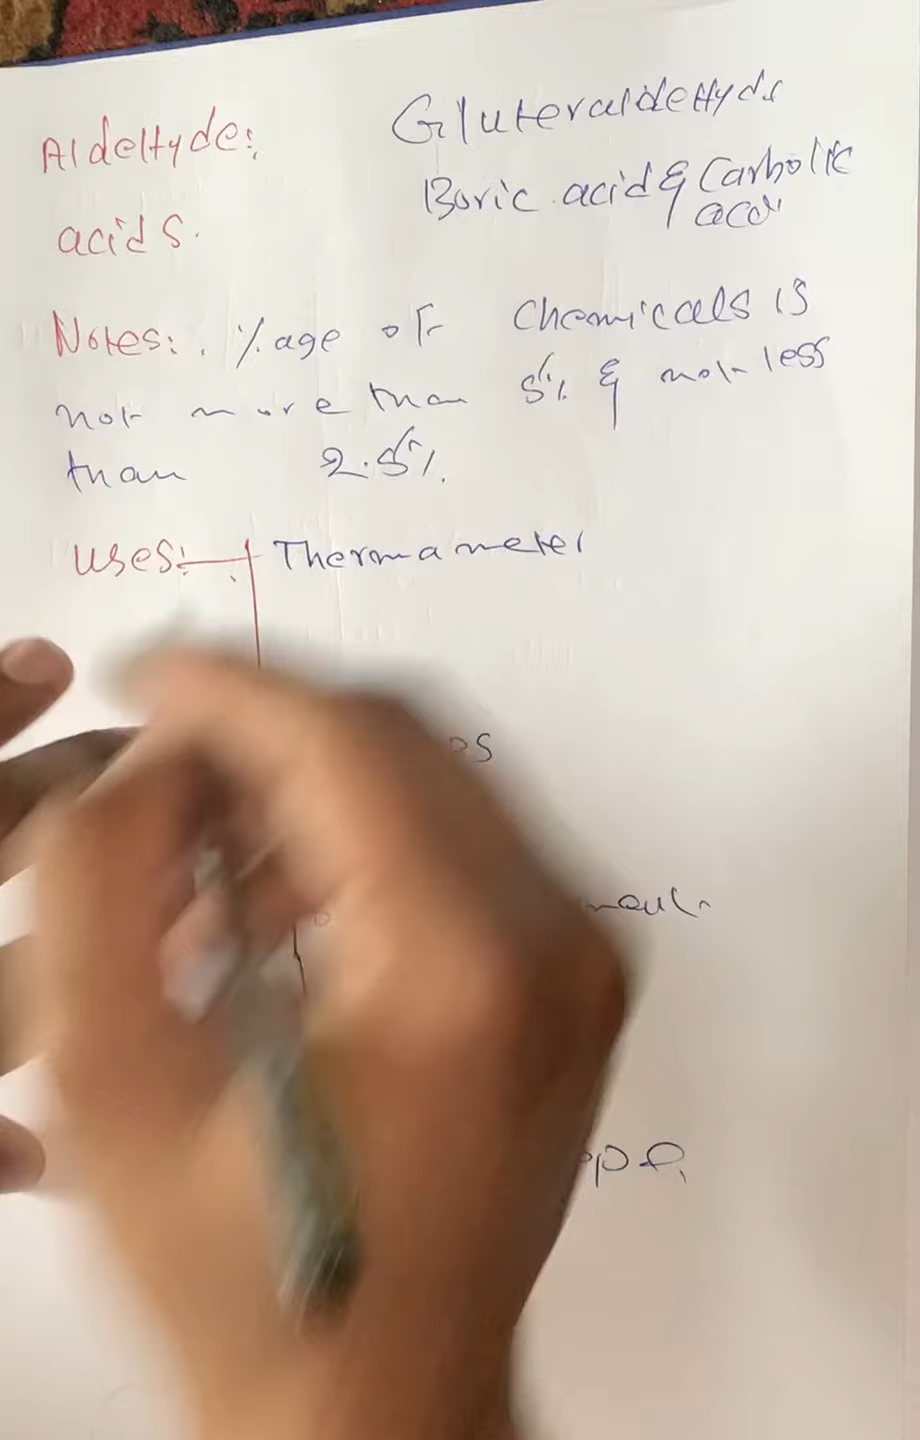 Aldehyde: Gluteraldehyde
acids. Boric acid & Carbolic
acid
Notes: %age of Chemicals is
not more than 5% & not less
than 2.5%.
uses: Thermameter